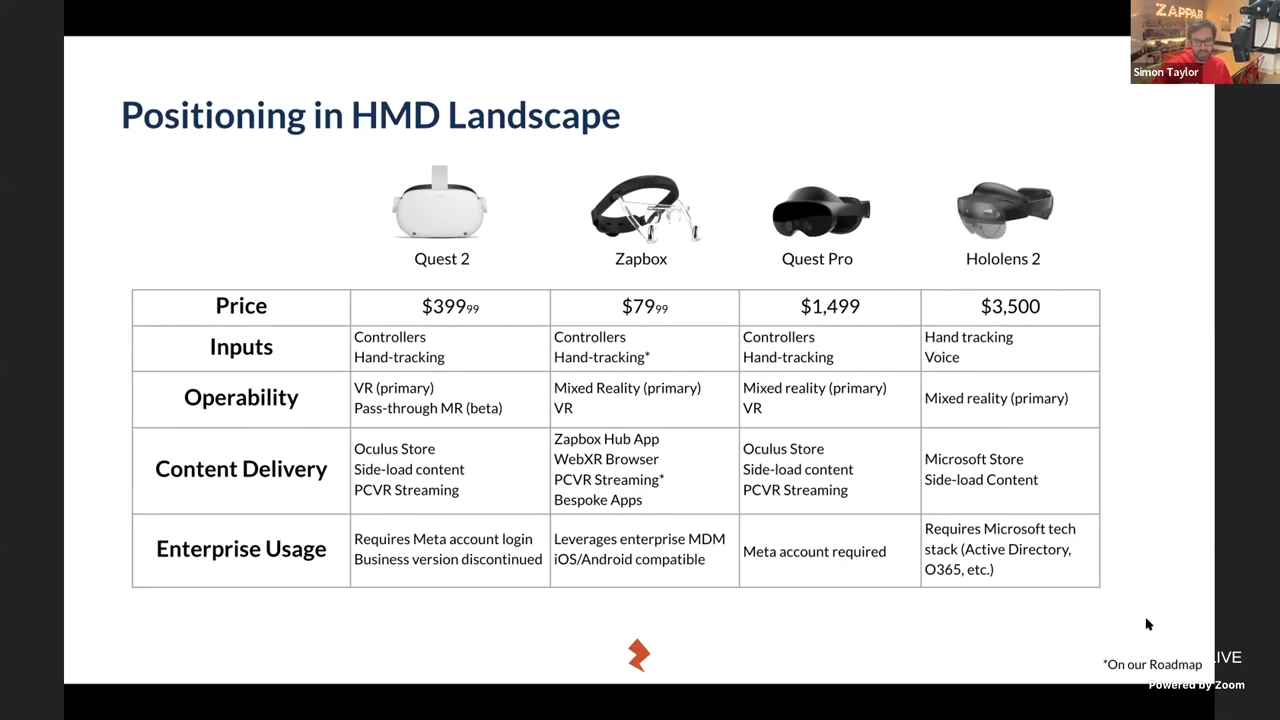 ZAPPAR
Simon Taylor
Positioning in HMD Landscape
Quest 2
Zapbox
Quest Pro
Hololens 2
Price
$39999
$7999
$1,499
$3,500
Inputs
Controllers
Hand-tracking
Controllers
Hand-tracking*
Controllers
Hand-tracking
Hand tracking
Voice
Operability
VR (primary)
Pass-through MR (beta)
Mixed Reality (primary)
VR
Mixed reality (primary)
VR
Mixed reality (primary)
Content Delivery
Oculus Store
Side-load content
PCVR Streaming
Zapbox Hub App
WebXR Browser
PCVR Streaming*
Bespoke Apps
Oculus Store
Side-load content
PCVR Streaming
Microsoft Store
Side-load Content
Enterprise Usage
Requires Meta account login
Business version discontinued
Leverages enterprise MDM
iOS/Android compatible
Meta account required
Requires Microsoft tech
stack (Active Directory,
O365, etc.)
*On our Roadmap
Powered by Zoom